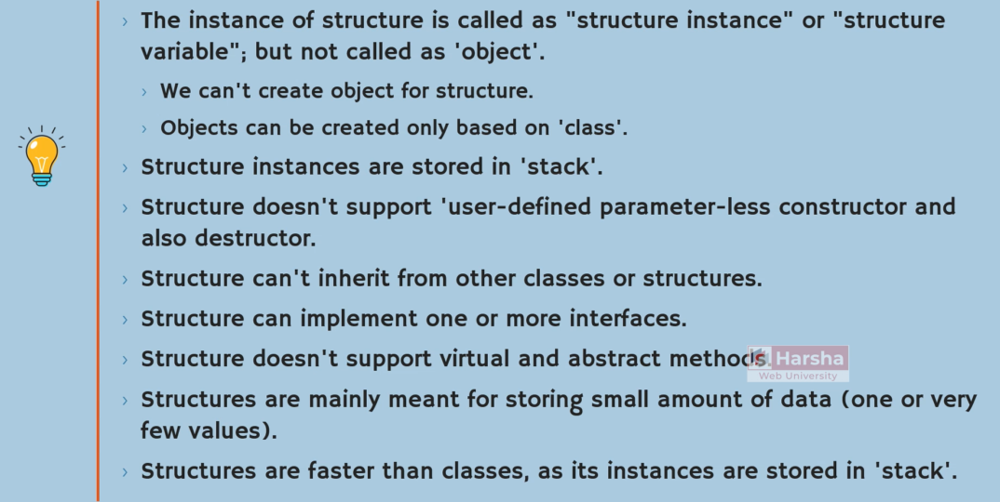 The instance of structure is called as "structure instance" or "structure
variable"; but not called as 'object'.
We can't create object for structure.
Objects can be created only based on 'class'.
Structure instances are stored in 'stack'.
Structure doesn't support 'user-defined parameter-less constructor and
also destructor.
Structure can't inherit from other classes or structures.
Structure can implement one or more interfaces.
Structure doesn't support virtual and abstract methods.
Harsha
Web University
Structures are mainly meant for storing small amount of data (one or very
few values).
Structures are faster than classes, as its instances are stored in 'stack'.